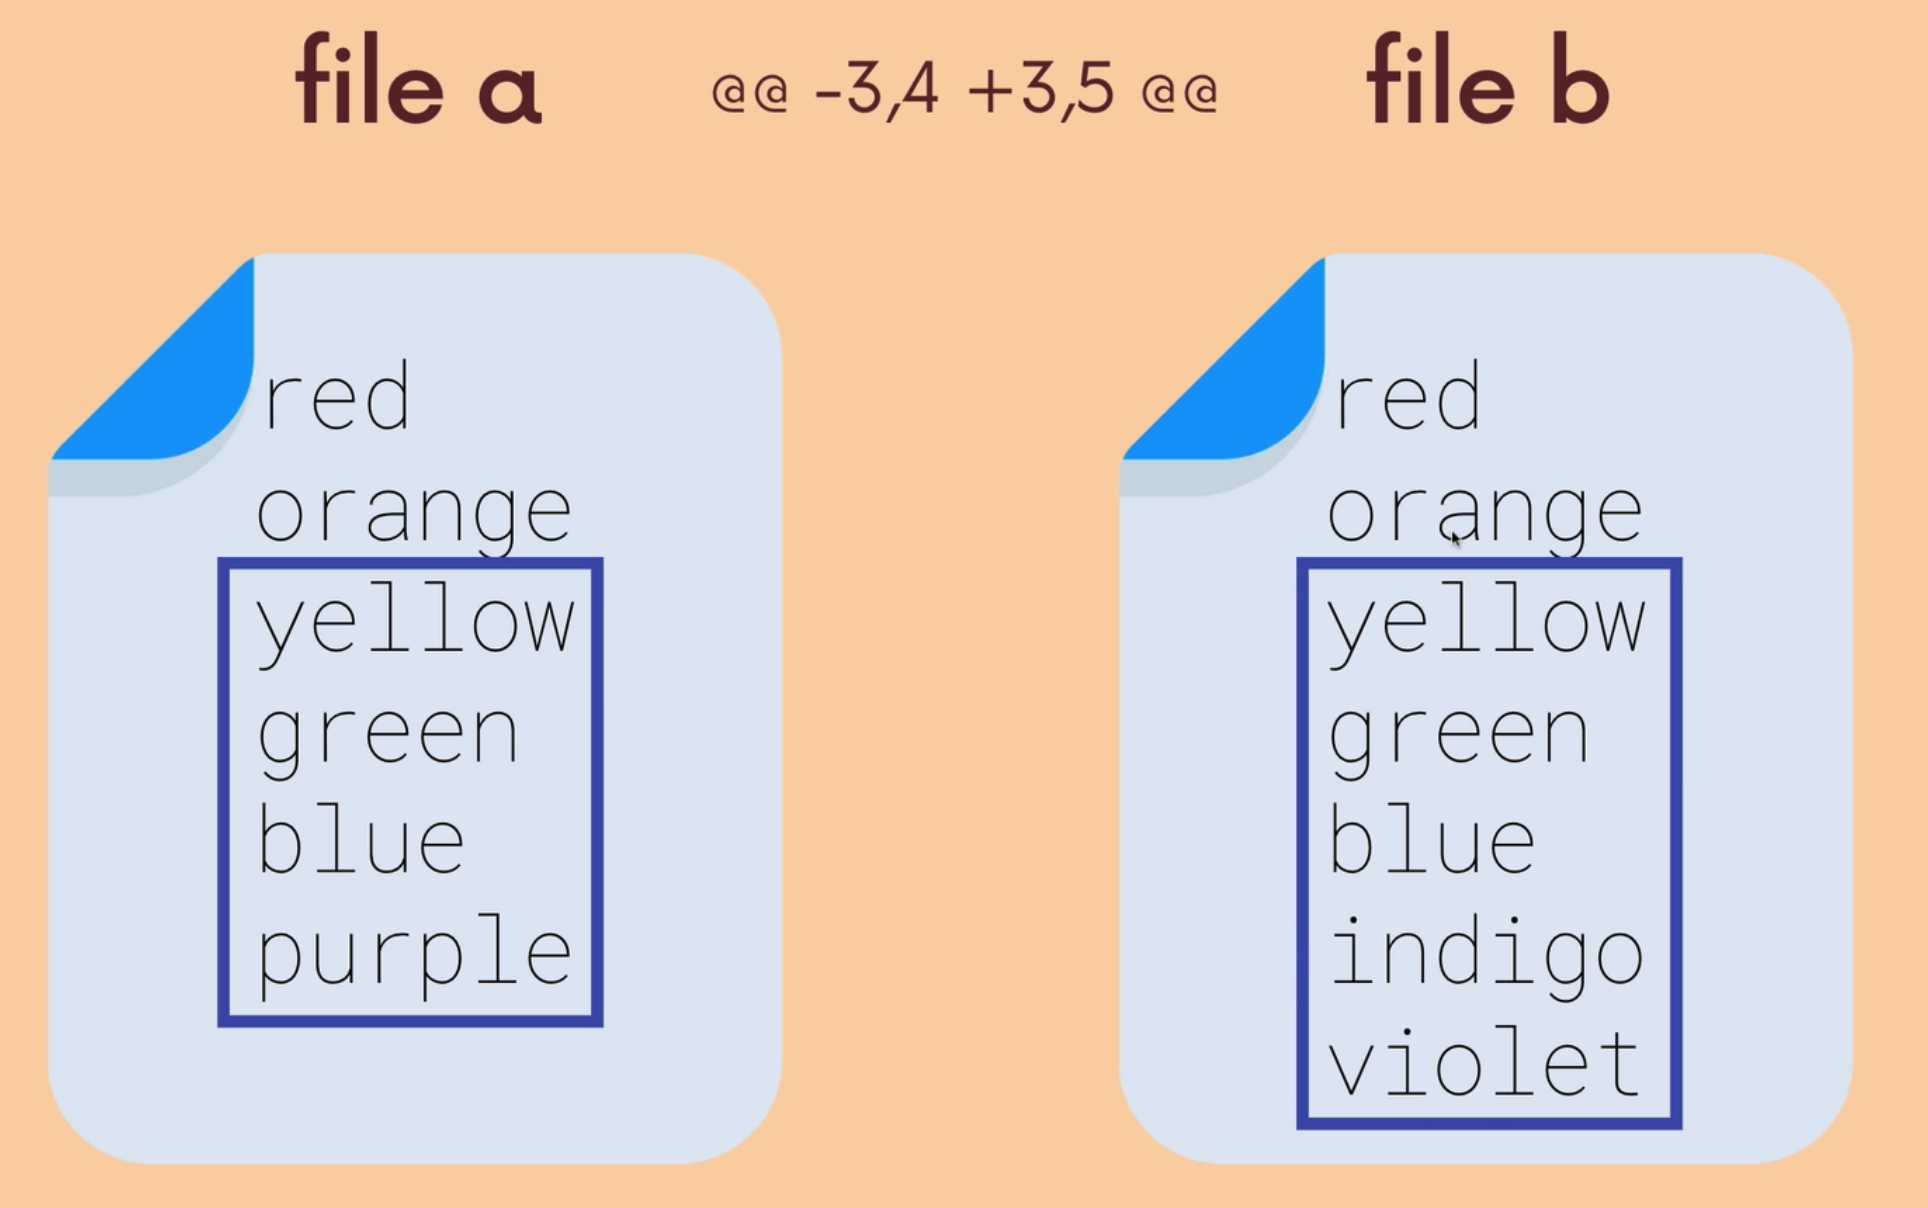 file a
@@ -3,4 +3,5 @@
file b
red
orange
yellow
green
blue
purple
red
orange
yellow
green
blue
indigo
violet